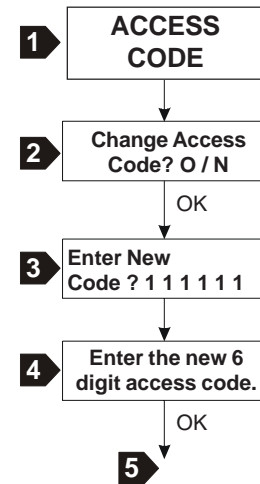 1
ACCESS
CODE
2
Change Access
Code? O / N
OK
3
Enter New
Code ? 1 1 1 1 1 1
4
Enter the new 6
digit access code.
OK
5